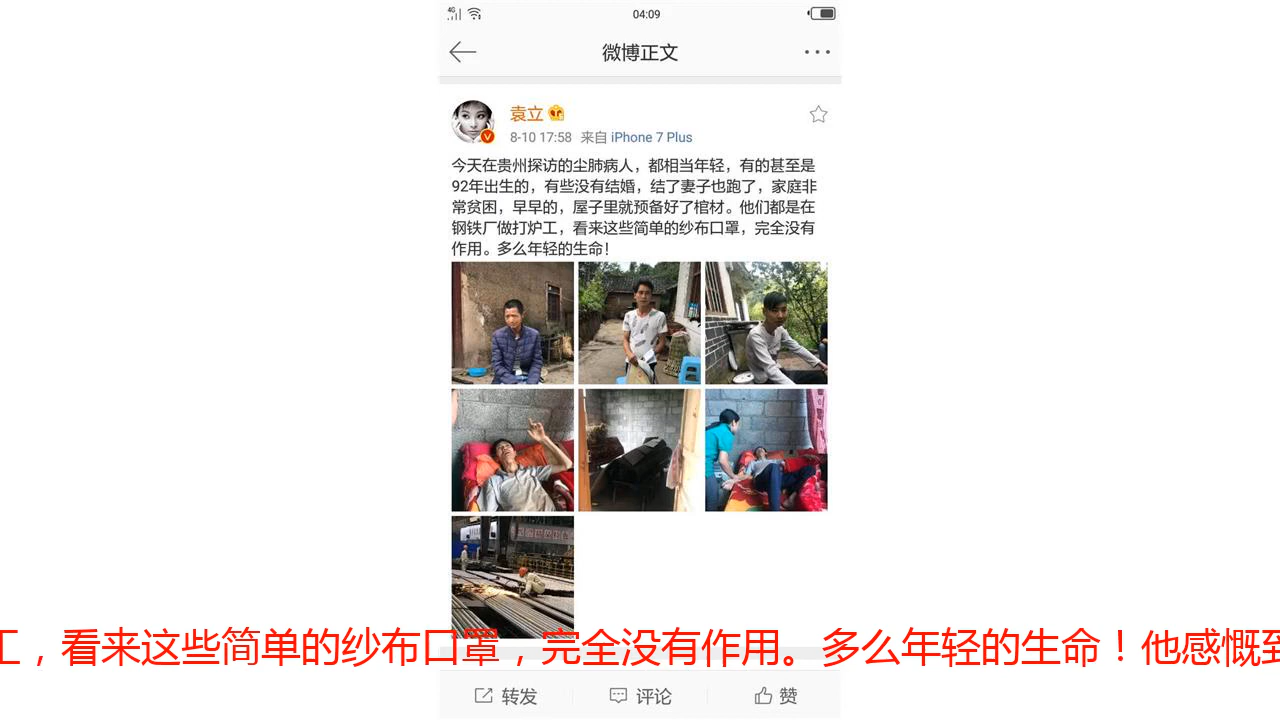 4G
04:09
微博正文
袁立
8-10 17:58 来自 iPhone 7 Plus
今天在贵州探访的尘肺病人，都相当年轻，有的甚至是
92年出生的，有些没有结婚，结了妻子也跑了，家庭非
常贫困，早早的，屋子里就预备好了棺材。他们都是在
钢铁厂做打炉工，看来这些简单的纱布口罩，完全没有
作用。多么年轻的生命！
工，看来这些简单的纱布口罩，完全没有作用。多么年轻的生命！他感慨到
转发
评论
赞